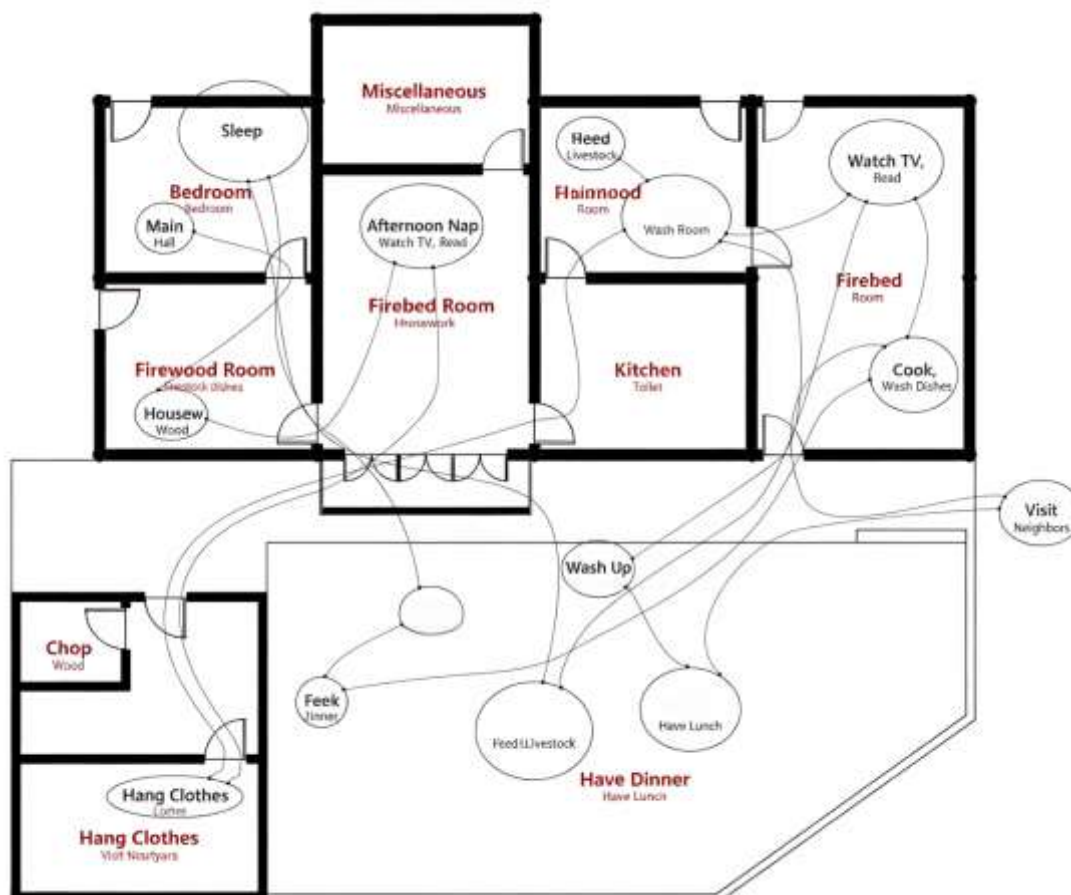 Miscellaneous
Miscellaneous
Sleep
Bedroom
Bedroom
Main
Hall
Afternoon Nap
Watch TV, Read
Firebed Room
Livestock
Room
Wash Room
Watch TV,
Read
Firebed
Room
Firewood Room
Dishes
Housew
Wood
Kitchen
Toilet
Cook,
Wash Dishes
Visit
Neighbors
Wash Up
Chop
Wood
Feek
Feed Livestock
Have Lunch
Have Dinner
Have Lunch
Hang Clothes
Hang Clothes